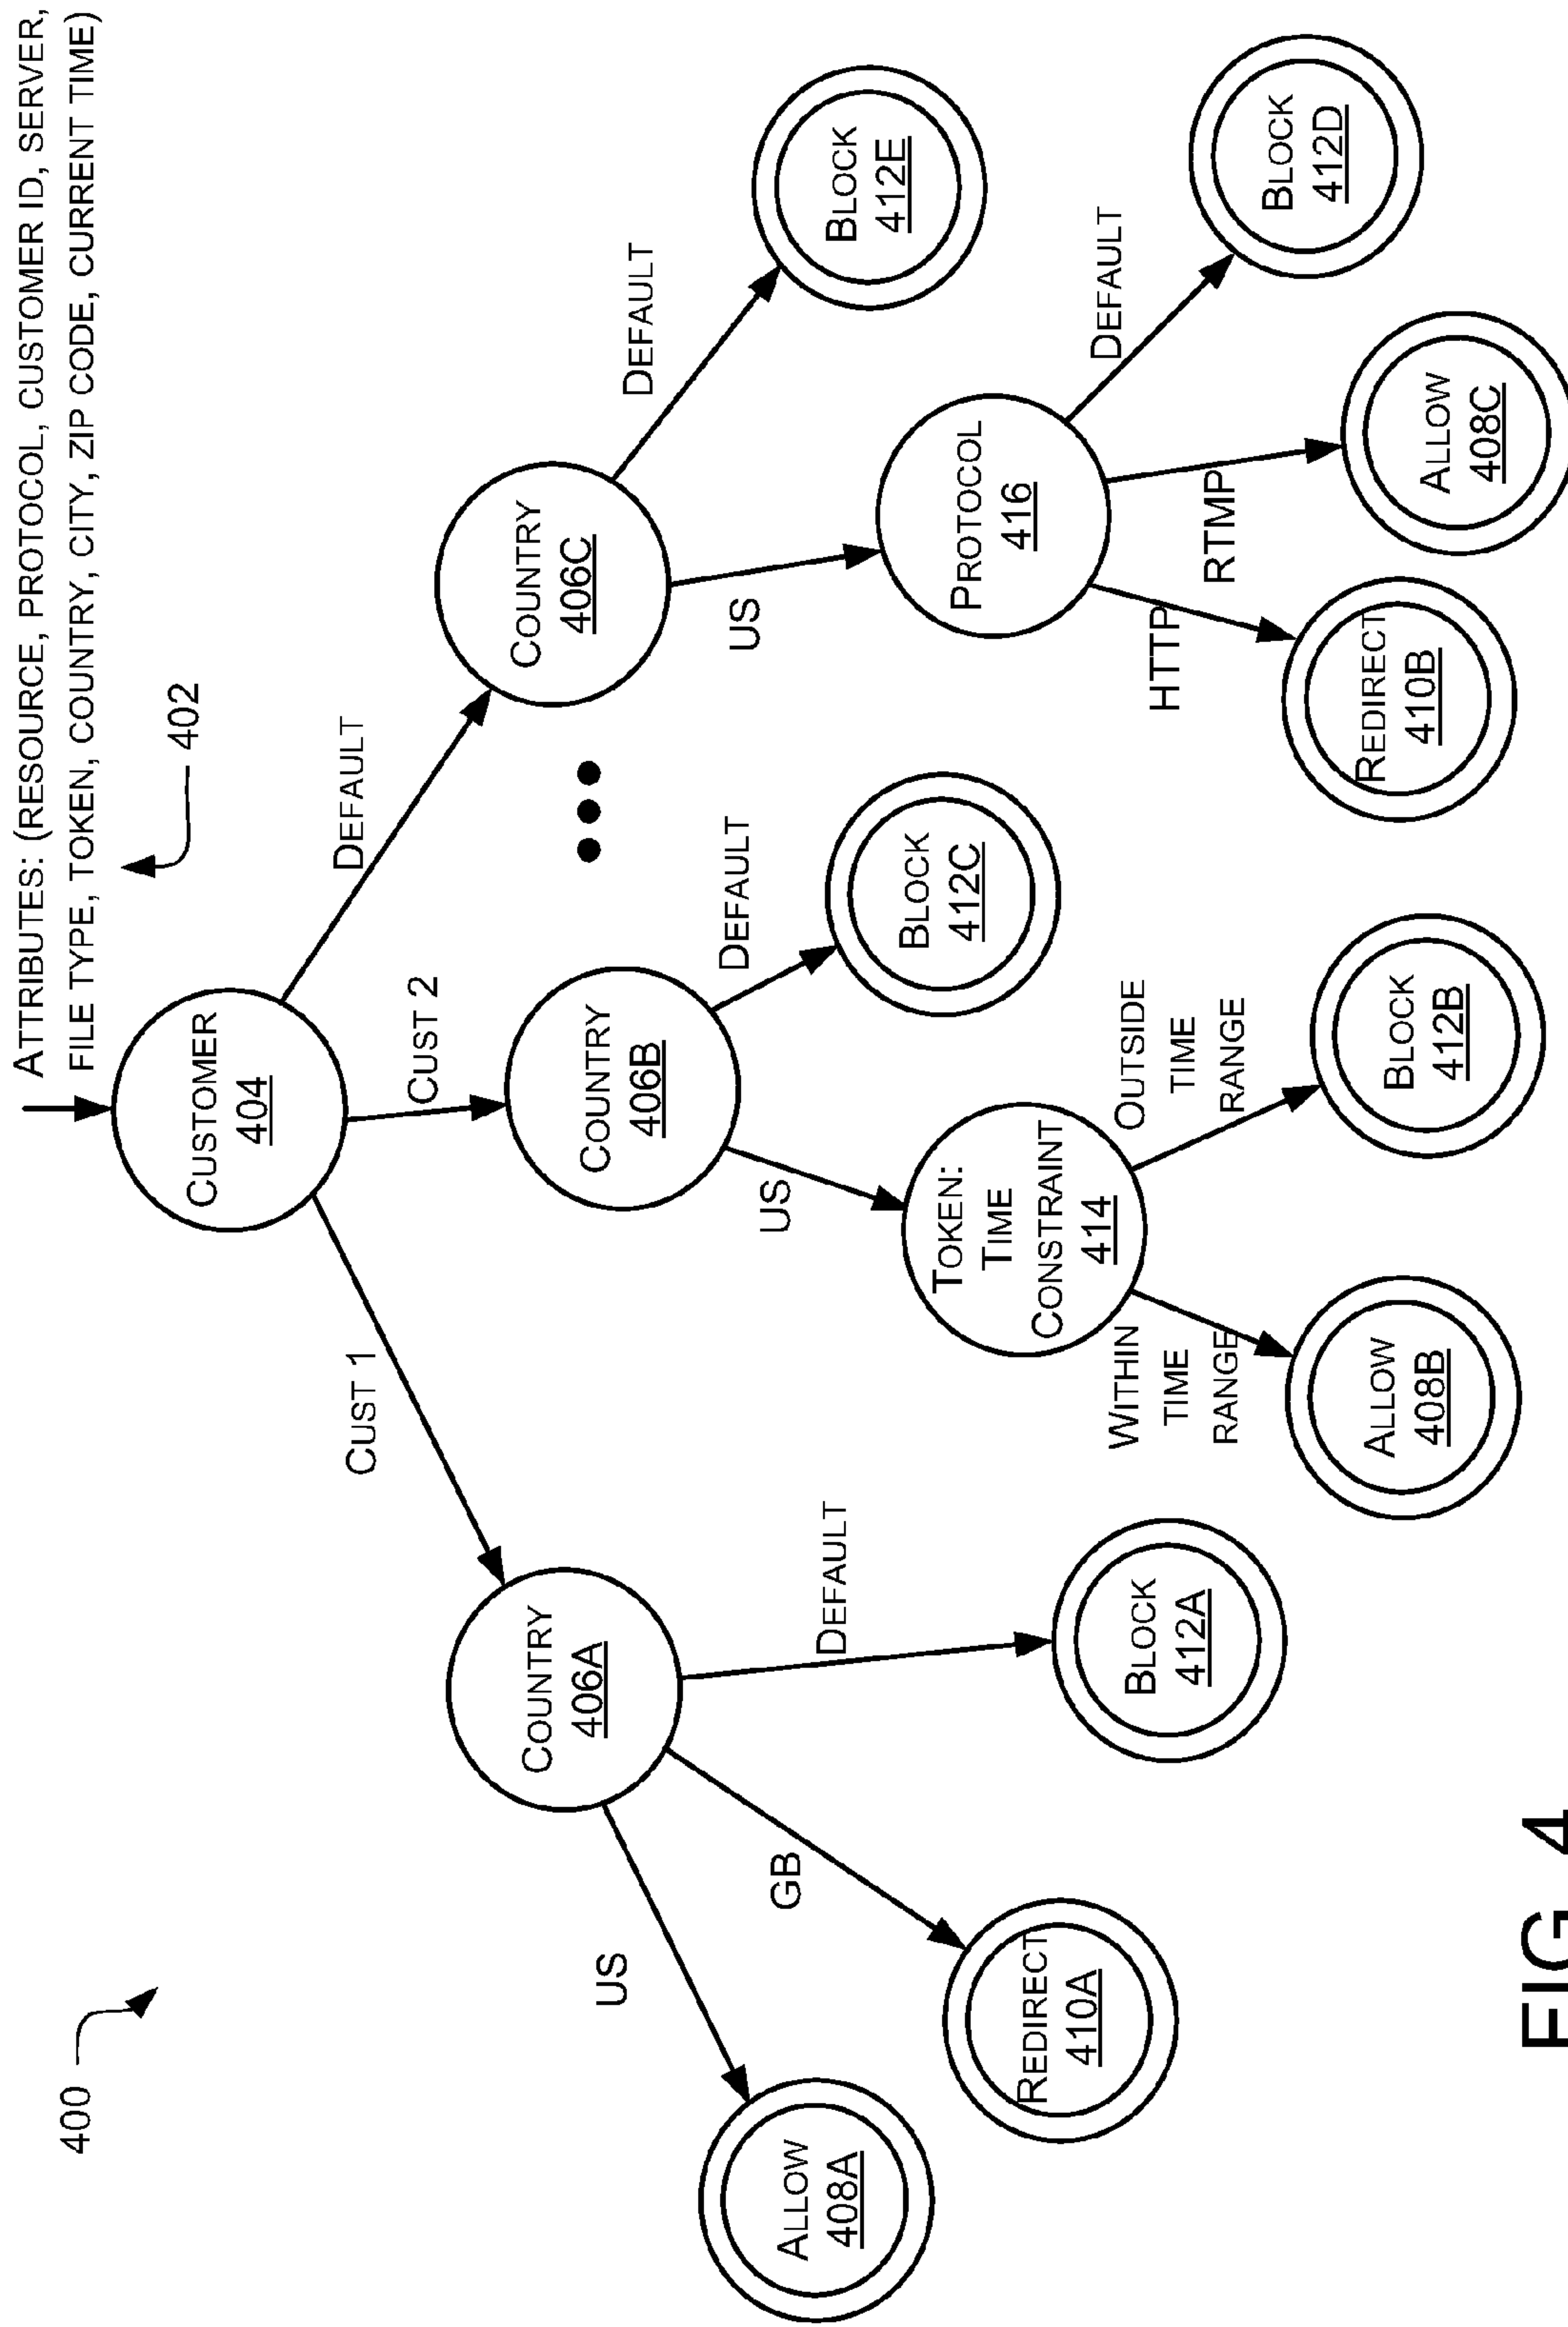 ATTRIBUTES: (RESOURCE, PROTOCOL, CUSTOMER ID, SERVER,
FILE TYPE, TOKEN, COUNTRY, CITY, ZIP CODE, CURRENT TIME)
400
402
CUSTOMER
404
CUST 1
CUST 2
DEFAULT
COUNTRY
406A
COUNTRY
406B
COUNTRY
406C
US
GB
DEFAULT
US
DEFAULT
US
DEFAULT
ALLOW
408A
REDIRECT
410A
BLOCK
412A
TOKEN:
TIME
CONSTRAINT
414
BLOCK
412C
PROTOCOL
416
BLOCK
412E
WITHIN
TIME
RANGE
OUTSIDE
TIME
RANGE
HTTP
RTMP
DEFAULT
ALLOW
408B
BLOCK
412B
REDIRECT
410B
ALLOW
408C
BLOCK
412D
FIG. 4